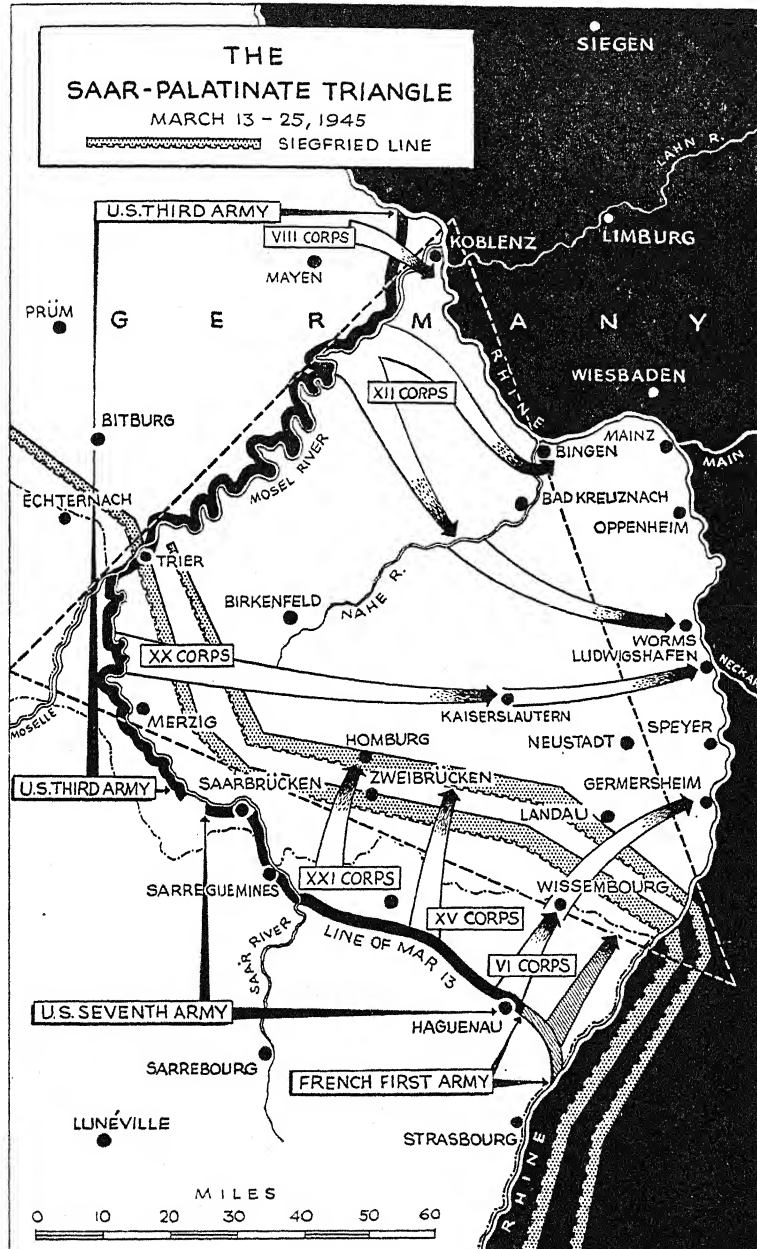 THE
SAAR-PALATINATE TRIANGLE
MARCH 13-25, 1945
SIEGFRIED LINE
SIEGEN
LAHN R.
U.S. THIRD ARMY
VIII CORPS
KOBLENZ
LIMBURG
MAYEN
PRÜM
GERMANY
RHINE
WIESBADEN
XII CORPS
BITBURG
MOSEL RIVER
MAINZ
MAIN
BINGEN
ECHTERNACH
BAD KREUZNACH
OPPENHEIM
TRIER
BIRKENFELD
NAHE R.
WORMS
XX CORPS
LUDWIGSHAFEN
NECKAR
KAISERSLAUTERN
MOSELLE
MERZIG
HOMBURG
NEUSTADT
SPEYER
U.S. THIRD ARMY
SAARBRÜCKEN
ZWEIBRÜCKEN
GERMERSHEIM
LANDAU
XXI CORPS
WISSEMBOURG
SARREGUEMINES
XV CORPS
LINE OF MAR 13
SAAR RIVER
VI CORPS
U.S. SEVENTH ARMY
HAGUENAU
SARREBOURG
FRENCH FIRST ARMY
LUNÉVILLE
STRASBOURG
RHINE
MILES
0 10 20 30 40 50 60